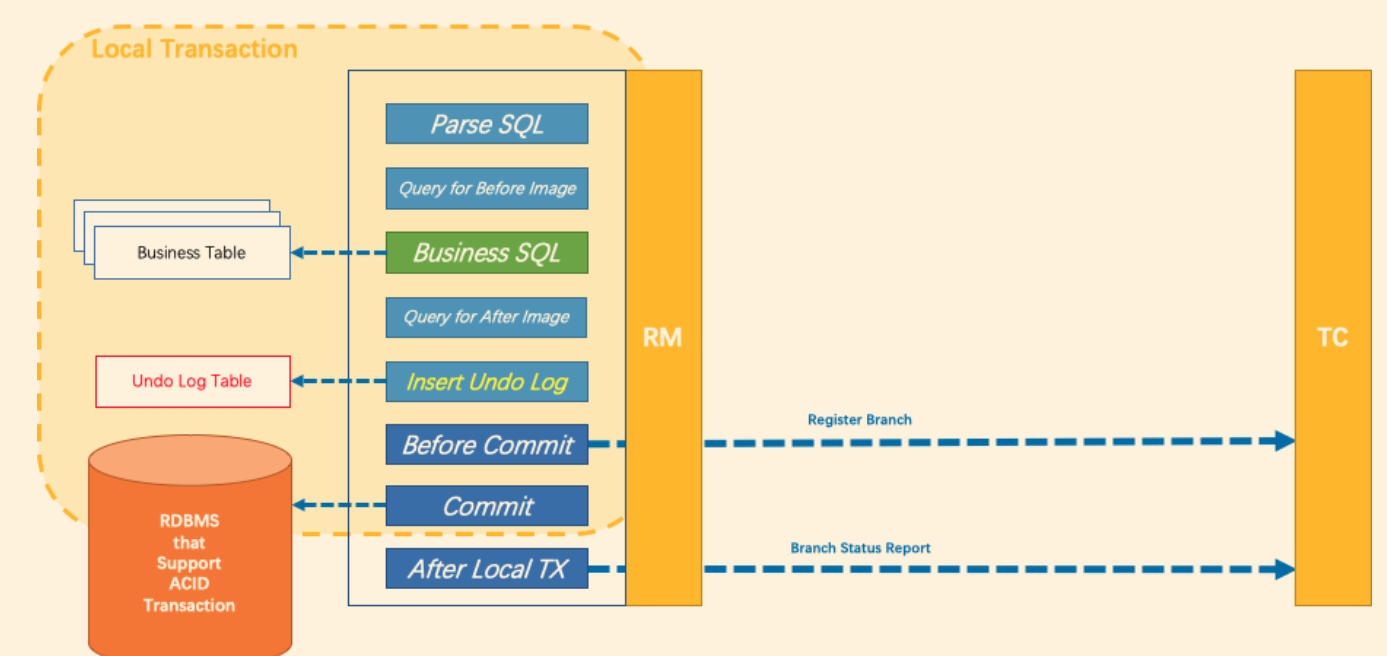 Local Transaction
Parse SQL
Query for Before Image
Business Table
Business SQL
Query for After Image
RM
TC
Undo Log Table
Insert Undo Log
Register Branch
Before Commit
Commit
RDBMS
that
Support
ACID
Transaction
Branch Status Report
After Local TX